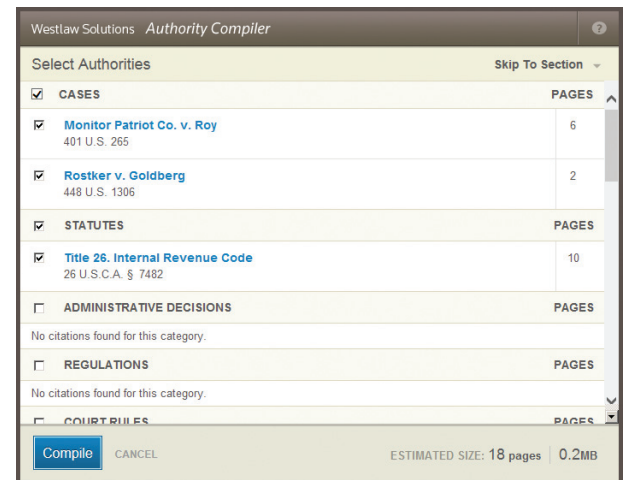 Westlaw Solutions Authority Compiler ?
Select Authorities Skip To Section
CASES PAGES
Monitor Patriot Co. v. Roy 6
401 U.S. 265
Rostker v. Goldberg 2
448 U.S. 1306
STATUTES PAGES
Title 26. Internal Revenue Code 10
26 U.S.C.A. § 7482
ADMINISTRATIVE DECISIONS PAGES
No citations found for this category.
REGULATIONS PAGES
No citations found for this category.
COURT RULES PAGES
Compile CANCEL ESTIMATED SIZE: 18 pages 0.2MB